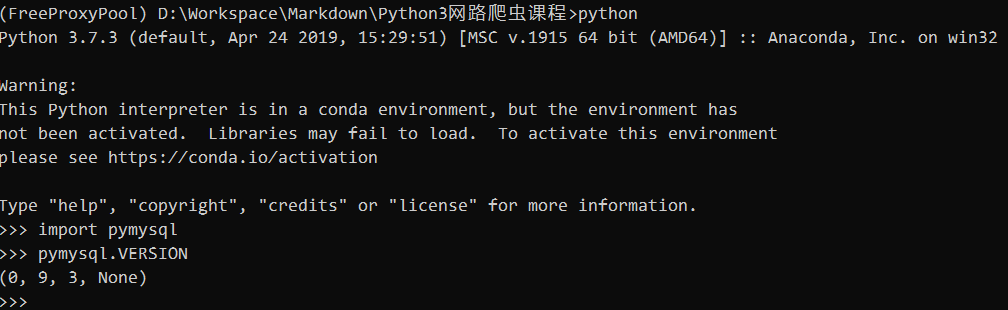 (FreeProxyPool) D:\Workspace\Markdown\Python3网路爬虫课程>python
Python 3.7.3 (default, Apr 24 2019, 15:29:51) [MSC v.1915 64 bit (AMD64)] :: Anaconda, Inc. on win32
Warning:
This Python interpreter is in a conda environment, but the environment has
not been activated.  Libraries may fail to load.  To activate this environment
please see https://conda.io/activation
Type "help", "copyright", "credits" or "license" for more information.
>>> import pymysql
>>> pymysql.VERSION
(0, 9, 3, None)
>>>